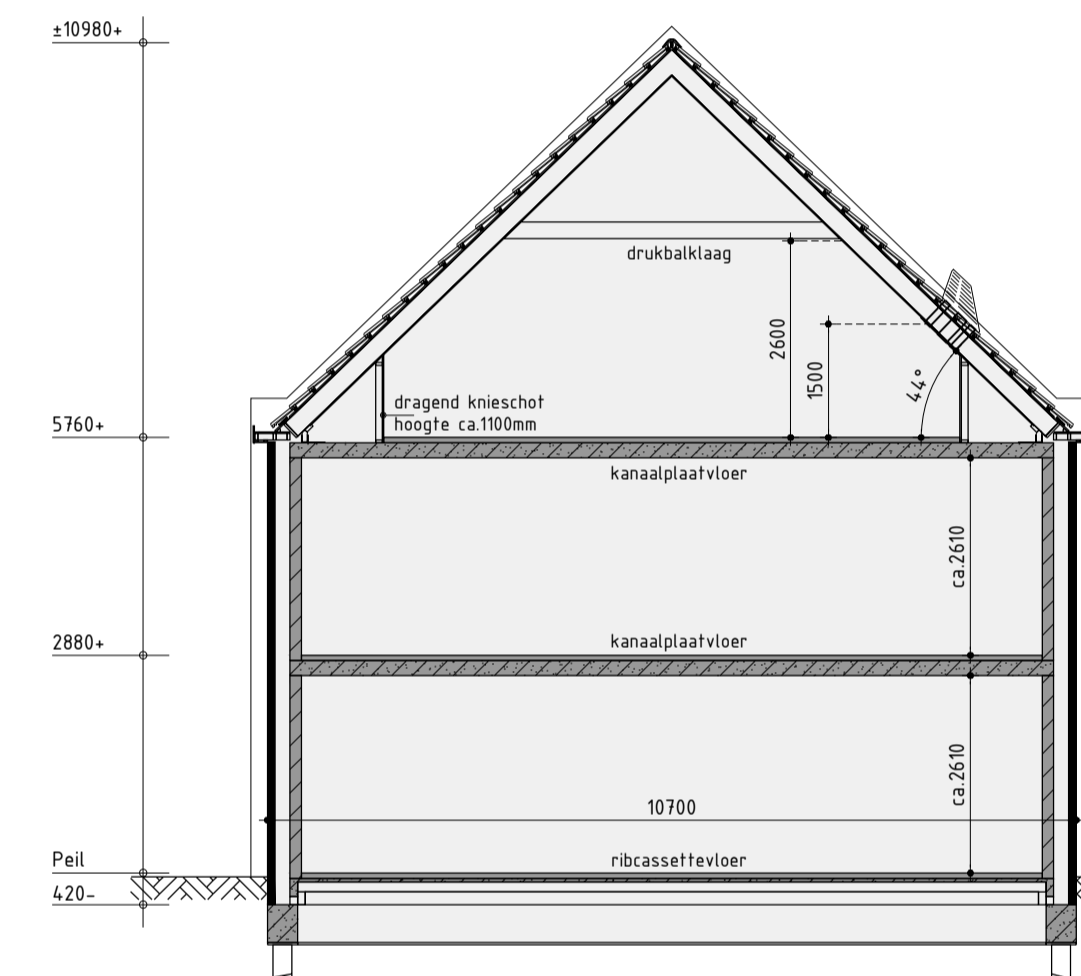 ±10980+
drukbalklaag
2600
1500
44°
dragend knieschot
hoogte ca.1100mm
5760+
kanaalplaatvloer
ca.2610
kanaalplaatvloer
2880+
ca.2610
10700
Peil
ribcassettevloer
420-